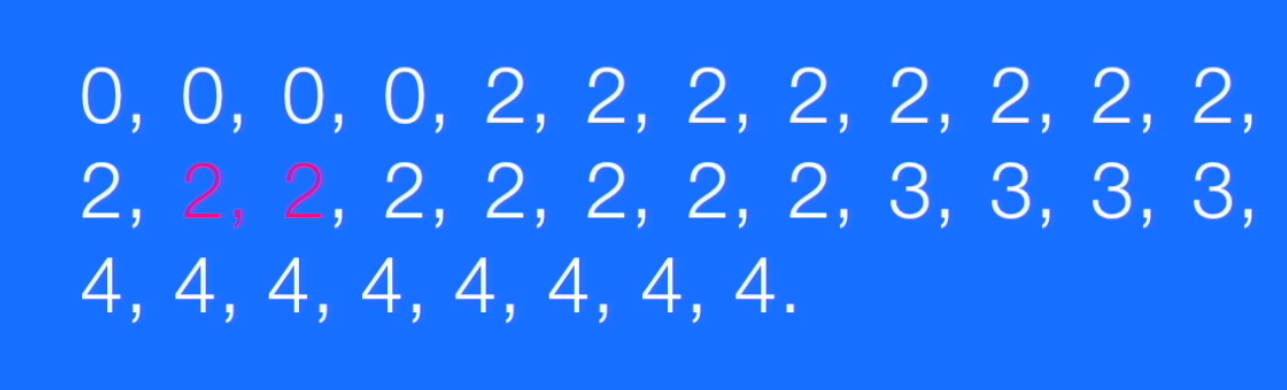 0, 0, 0, 0, 2, 2, 2, 2, 2, 2, 2, 2,
2, 2, 2, 2, 2, 2, 2, 2, 3, 3, 3, 3,
4, 4, 4, 4, 4, 4, 4, 4.